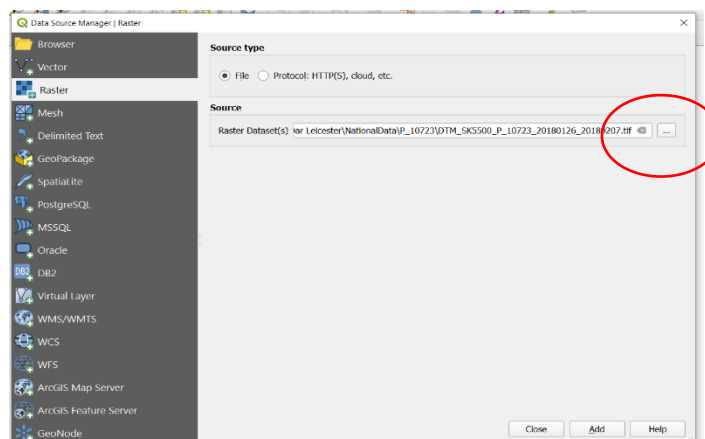 Data Source Manager | Raster
Browser
Vector
Raster
Mesh
Delimited Text
GeoPackage
SpatiaLite
PostgreSQL
MSSQL
Oracle
DB2
DB2
Virtual Layer
WMS/WMTS
WCS
WFS
ArcGIS Map Server
ArcGIS Feature Server
GeoNode
Source type
File Protocol: HTTP(S), cloud, etc.
Source
Raster Dataset(s) Leicester\NationalData\P_10723\DTM_SK5500_P_10723_20180126_20180207.tif ...
Close Add Help